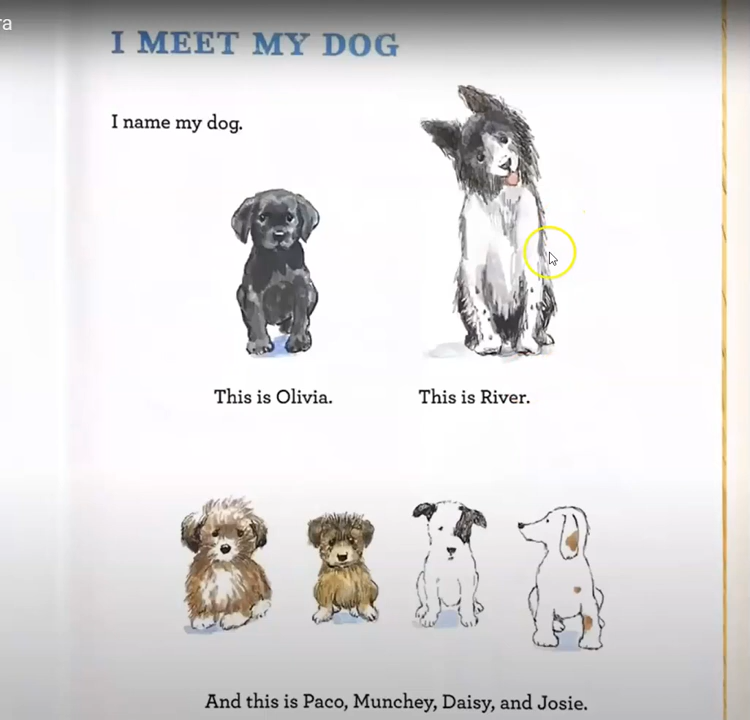 ra
I MEET MY DOG
I name my dog.
This is Olivia.
This is River.
And this is Paco, Munchey, Daisy, and Josie.